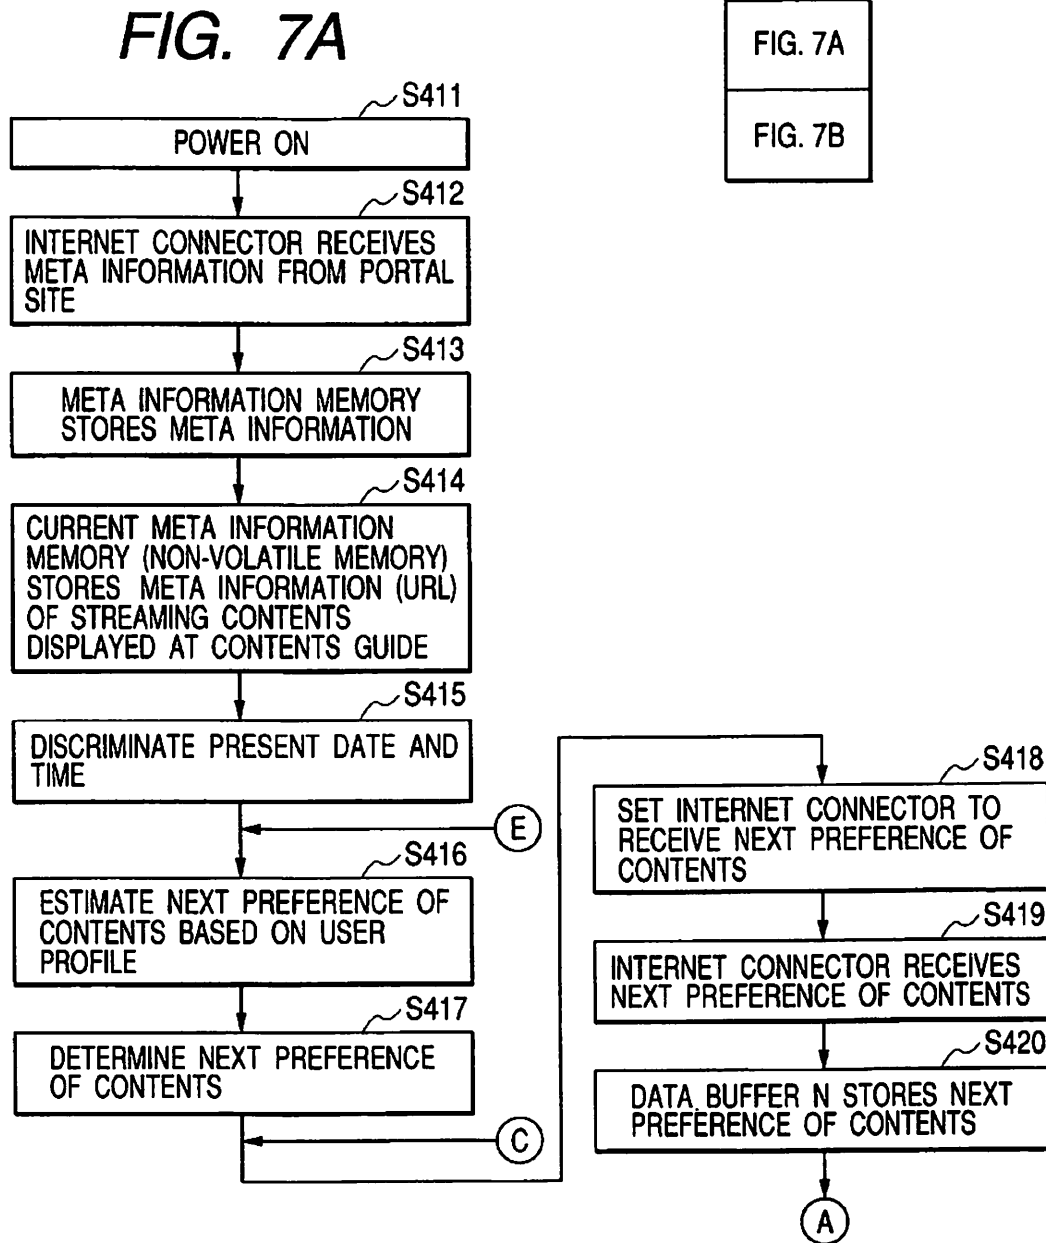 FIG. 7A
FIG. 7A
FIG. 7B
S411
POWER ON
S412
INTERNET CONNECTOR RECEIVES
META INFORMATION FROM PORTAL
SITE
S413
META INFORMATION MEMORY
STORES META INFORMATION
S414
CURRENT META INFORMATION
MEMORY (NON-VOLATILE MEMORY)
STORES META INFORMATION (URL)
OF STREAMING CONTENTS
DISPLAYED AT CONTENTS GUIDE
S415
DISCRIMINATE PRESENT DATE AND
TIME
E
S416
ESTIMATE NEXT PREFERENCE OF
CONTENTS BASED ON USER
PROFILE
S417
DETERMINE NEXT PREFERENCE
OF CONTENTS
C
S418
SET INTERNET CONNECTOR TO
RECEIVE NEXT PREFERENCE OF
CONTENTS
S419
INTERNET CONNECTOR RECEIVES
NEXT PREFERENCE OF CONTENTS
S420
DATA BUFFER N STORES NEXT
PREFERENCE OF CONTENTS
A